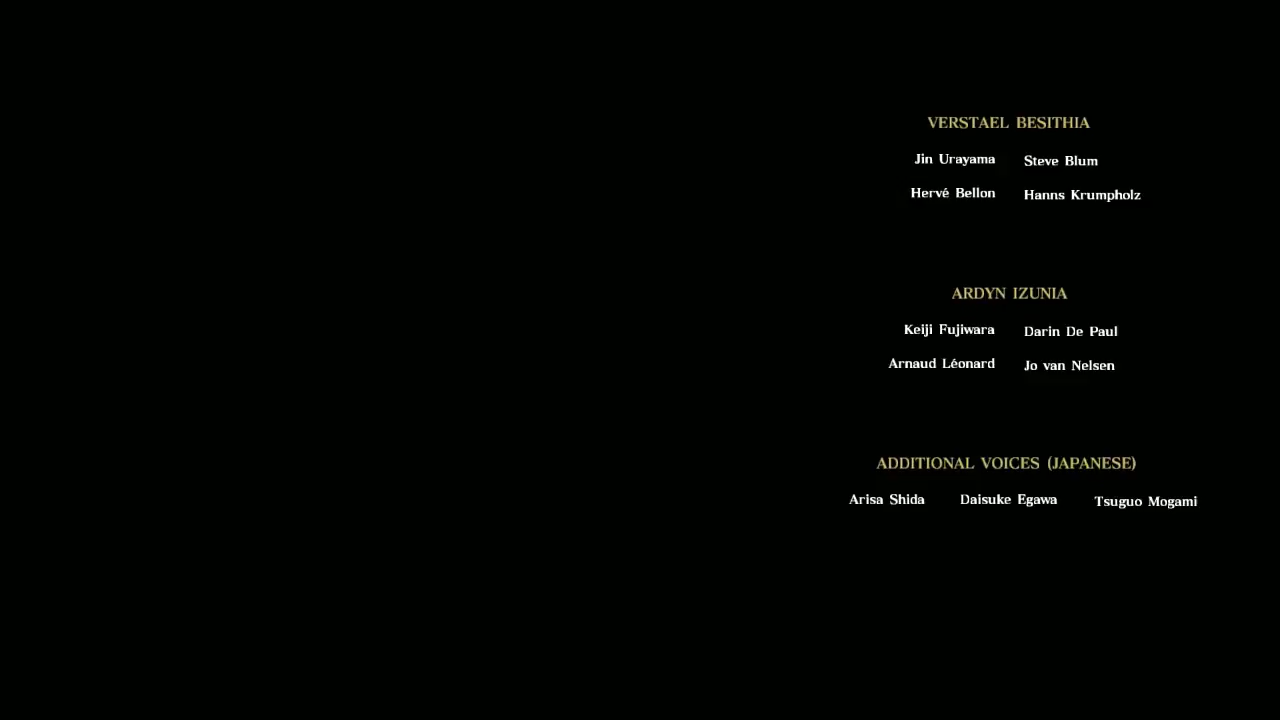 VERSTAEL BESITHIA
Jin Urayama Steve Blum
Hervé Bellon Hanns Krumpholz
ARDYN IZUNIA
Keiji Fujiwara Darin De Paul
Arnaud Léonard Jo van Nelsen
ADDITIONAL VOICES (JAPANESE)
Arisa Shida Daisuke Egawa Tsuguo Mogami